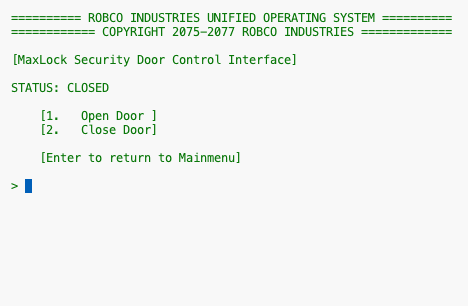 ========== ROBCO INDUSTRIES UNIFIED OPERATING SYSTEM ==========
============ COPYRIGHT 2075-2077 ROBCO INDUSTRIES =============
[MaxLock Security Door Control Interface]
STATUS: CLOSED
[1.   Open Door ]
[2.   Close Door]
[Enter to return to Mainmenu]
>